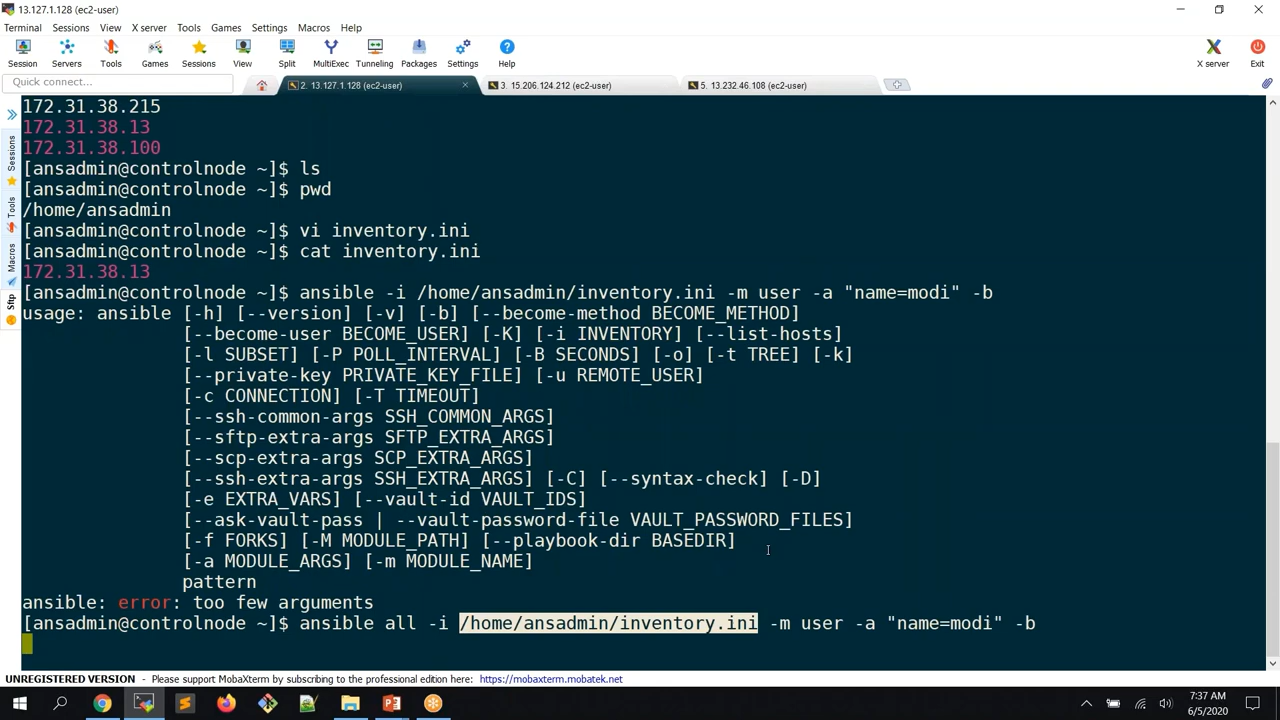 13.127.1.128 (ec2-user)
Terminal Sessions View X server Tools Games Settings Macros Help
Session Servers Tools Games Sessions View Split MultiExec Tunneling Packages Settings Help X server Exit
Quick connect...
2. 13.127.1.128 (ec2-user)
3. 15.206.124.212 (ec2-user)
5. 13.232.46.108 (ec2-user)
Sessions
Tools
Macros
Sftp
172.31.38.215
172.31.38.13
172.31.38.100
[ansadmin@controlnode ~]$ ls
[ansadmin@controlnode ~]$ pwd
/home/ansadmin
[ansadmin@controlnode ~]$ vi inventory.ini
[ansadmin@controlnode ~]$ cat inventory.ini
172.31.38.13
[ansadmin@controlnode ~]$ ansible -i /home/ansadmin/inventory.ini -m user -a "name=modi" -b
usage: ansible [-h] [--version] [-v] [-b] [--become-method BECOME_METHOD]
[--become-user BECOME_USER] [-K] [-i INVENTORY] [--list-hosts]
[-l SUBSET] [-P POLL_INTERVAL] [-B SECONDS] [-o] [-t TREE] [-k]
[--private-key PRIVATE_KEY_FILE] [-u REMOTE_USER]
[-c CONNECTION] [-T TIMEOUT]
[--ssh-common-args SSH_COMMON_ARGS]
[--sftp-extra-args SFTP_EXTRA_ARGS]
[--scp-extra-args SCP_EXTRA_ARGS]
[--ssh-extra-args SSH_EXTRA_ARGS] [-C] [--syntax-check] [-D]
[-e EXTRA_VARS] [--vault-id VAULT_IDS]
[--ask-vault-pass | --vault-password-file VAULT_PASSWORD_FILES]
[-f FORKS] [-M MODULE_PATH] [--playbook-dir BASEDIR]
[-a MODULE_ARGS] [-m MODULE_NAME]
pattern
ansible: error: too few arguments
[ansadmin@controlnode ~]$ ansible all -i /home/ansadmin/inventory.ini -m user -a "name=modi" -b
UNREGISTERED VERSION - Please support MobaXterm by subscribing to the professional edition here: https://mobaxterm.mobatek.net
7:37 AM
6/5/2020